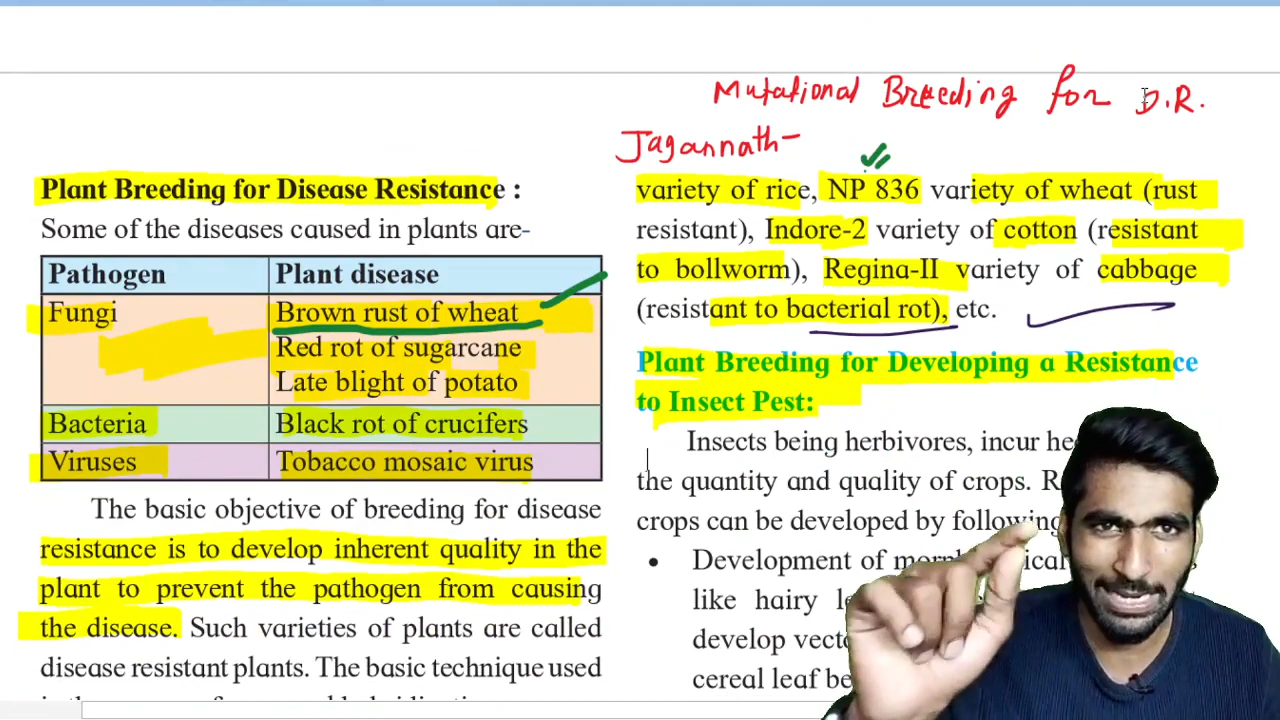 Mutational Breeding for D.R.
Jagannath-
Plant Breeding for Disease Resistance :
Some of the diseases caused in plants are-
Pathogen Plant disease
Fungi Brown rust of wheat
Red rot of sugarcane
Late blight of potato
Bacteria Black rot of crucifers
Viruses Tobacco mosaic virus
The basic objective of breeding for disease
resistance is to develop inherent quality in the
plant to prevent the pathogen from causing
the disease. Such varieties of plants are called
disease resistant plants. The basic technique used
variety of rice, NP 836 variety of wheat (rust
resistant), Indore-2 variety of cotton (resistant
to bollworm), Regina-II variety of cabbage
(resistant to bacterial rot), etc.
Plant Breeding for Developing a Resistance
to Insect Pest:
Insects being herbivores, incur
the quantity and quality of crops.
crops can be developed by following
• Development of
like hairy
develop
cereal leaf